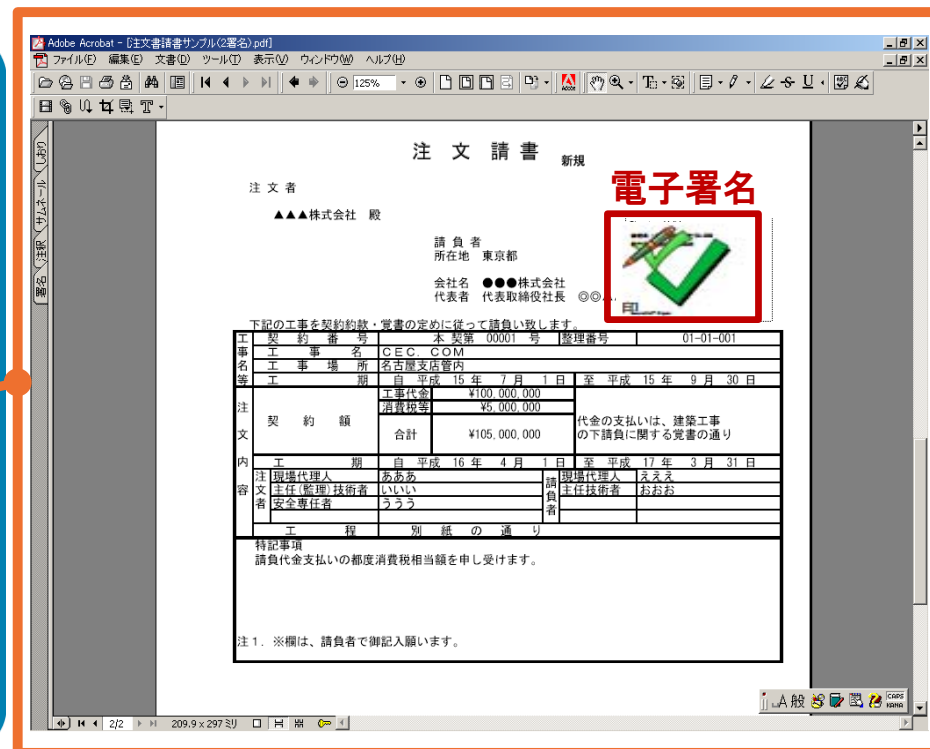 Adobe Acrobat - [注文書請書サンプル(2署名).pdf]
ファイル(F) 編集(E) 文書(D) ツール(T) 表示(V) ウィンドウ(W) ヘルプ(H)
125%
しおり
サムネール
注釈
署名
注 文 請 書 新規
電子署名
注 文 者
▲▲▲株式会社 殿
請 負 者
所在地 東京都
会社名 ●●●株式会社
代表者 代表取締役社長 ◎◎
印
下記の工事を契約約款・覚書の定めに従って請負い致します。
工事名等
契 約 番 号 本 契第 00001 号 整理番号 01-01-001
工 事 名 CEC. COM
工 事 場 所 名古屋支店管内
工 期 自 平成 15 年 7 月 1 日 至 平成 15 年 9 月 30 日
注文内容
契 約 額
工事代金 ¥100,000,000
消費税等 ¥5,000,000
合計 ¥105,000,000
代金の支払いは、建築工事
の下請負に関する覚書の通り
工 期 自 平成 16 年 4 月 1 日 至 平成 17 年 3 月 31 日
注文者 現場代理人 あああ 請負者 現場代理人 えええ
主任(監理)技術者 いいい 主任技術者 おおお
安全専任者 ううう
工 程 別 紙 の 通 り
特記事項
請負代金支払いの都度消費税相当額を申し受けます。
注1. ※欄は、請負者で御記入願います。
A 般 CAPS
KANA
2/2 209.9 x 297 ミリ